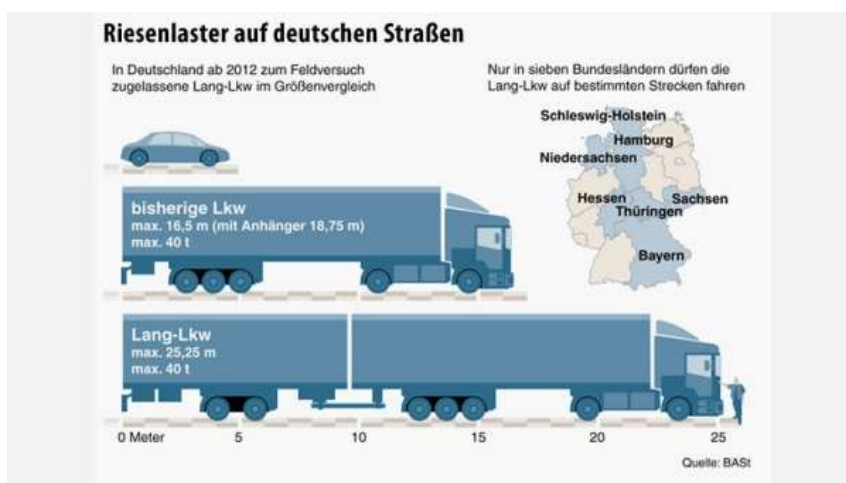 Riesenlaster auf deutschen Straßen
In Deutschland ab 2012 zum Feldversuch
zugelassene Lang-Lkw im Größenvergleich
Nur in sieben Bundesländern dürfen die
Lang-Lkw auf bestimmten Strecken fahren
Schleswig-Holstein
Hamburg
Niedersachsen
Hessen
Sachsen
Thüringen
Bayern
bisherige Lkw
max. 16,5 m (mit Anhänger 18,75 m)
max. 40 t
Lang-Lkw
max. 25,25 m
max. 40 t
0 Meter 5 10 15 20 25
Quelle: BASt